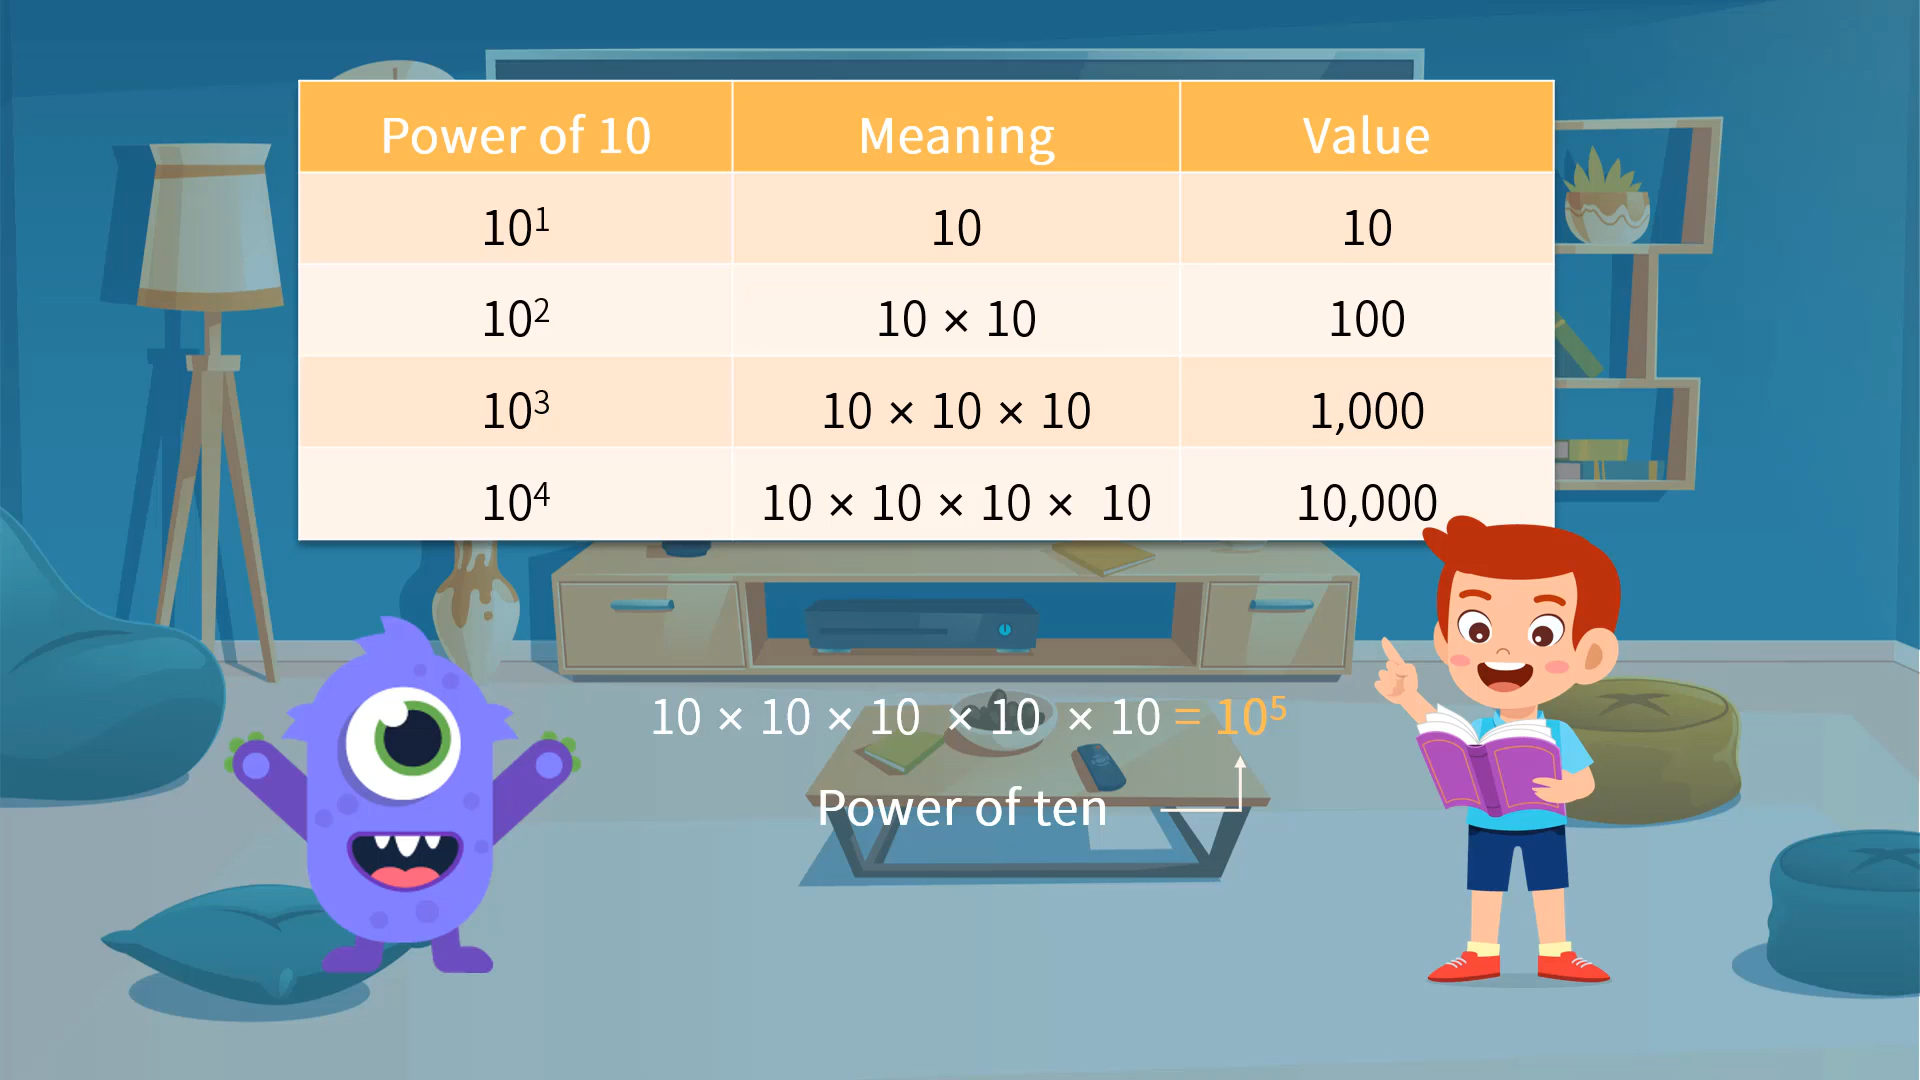 Power of 10 Meaning Value
10¹ 10 10
10² 10 × 10 100
10³ 10 × 10 × 10 1,000
10⁴ 10 × 10 × 10 × 10 10,000
10 × 10 × 10 × 10 × 10 = 10⁵
Power of ten